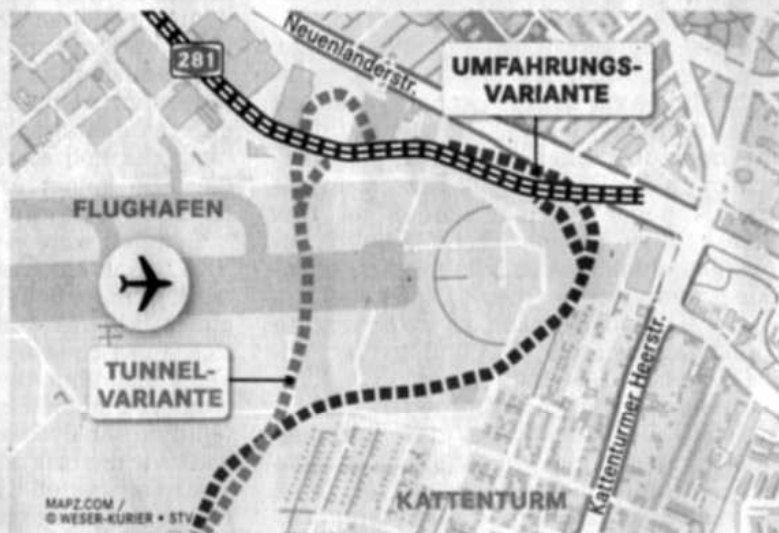 281
Neuenlanderstr.
UMFAHRUNGS-
VARIANTE
FLUGHAFEN
TUNNEL-
VARIANTE
Kattenturmer Heerstr.
KATTENTURM
MAPZ.COM /
© WESER-KURIER • STV